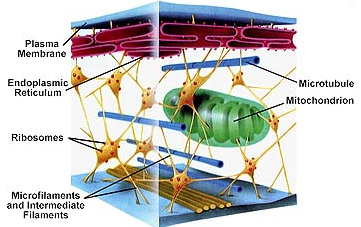 Plasma
Membrane
Endoplasmic
Reticulum
Ribosomes
Microfilaments
and Intermediate
Filaments
Microtubule
Mitochondrion